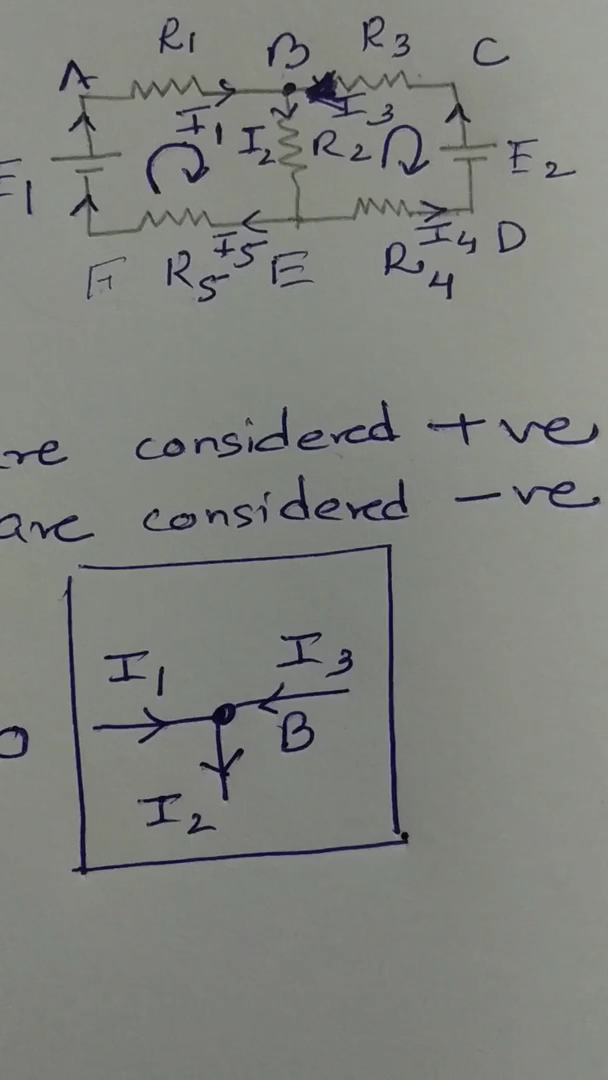 R1 B R3 C
A
I1 I2 R2 I3 E2
E1
F R5 I5 E R4 I4 D
are considered +ve
are considered -ve
I1 I3
B
I2